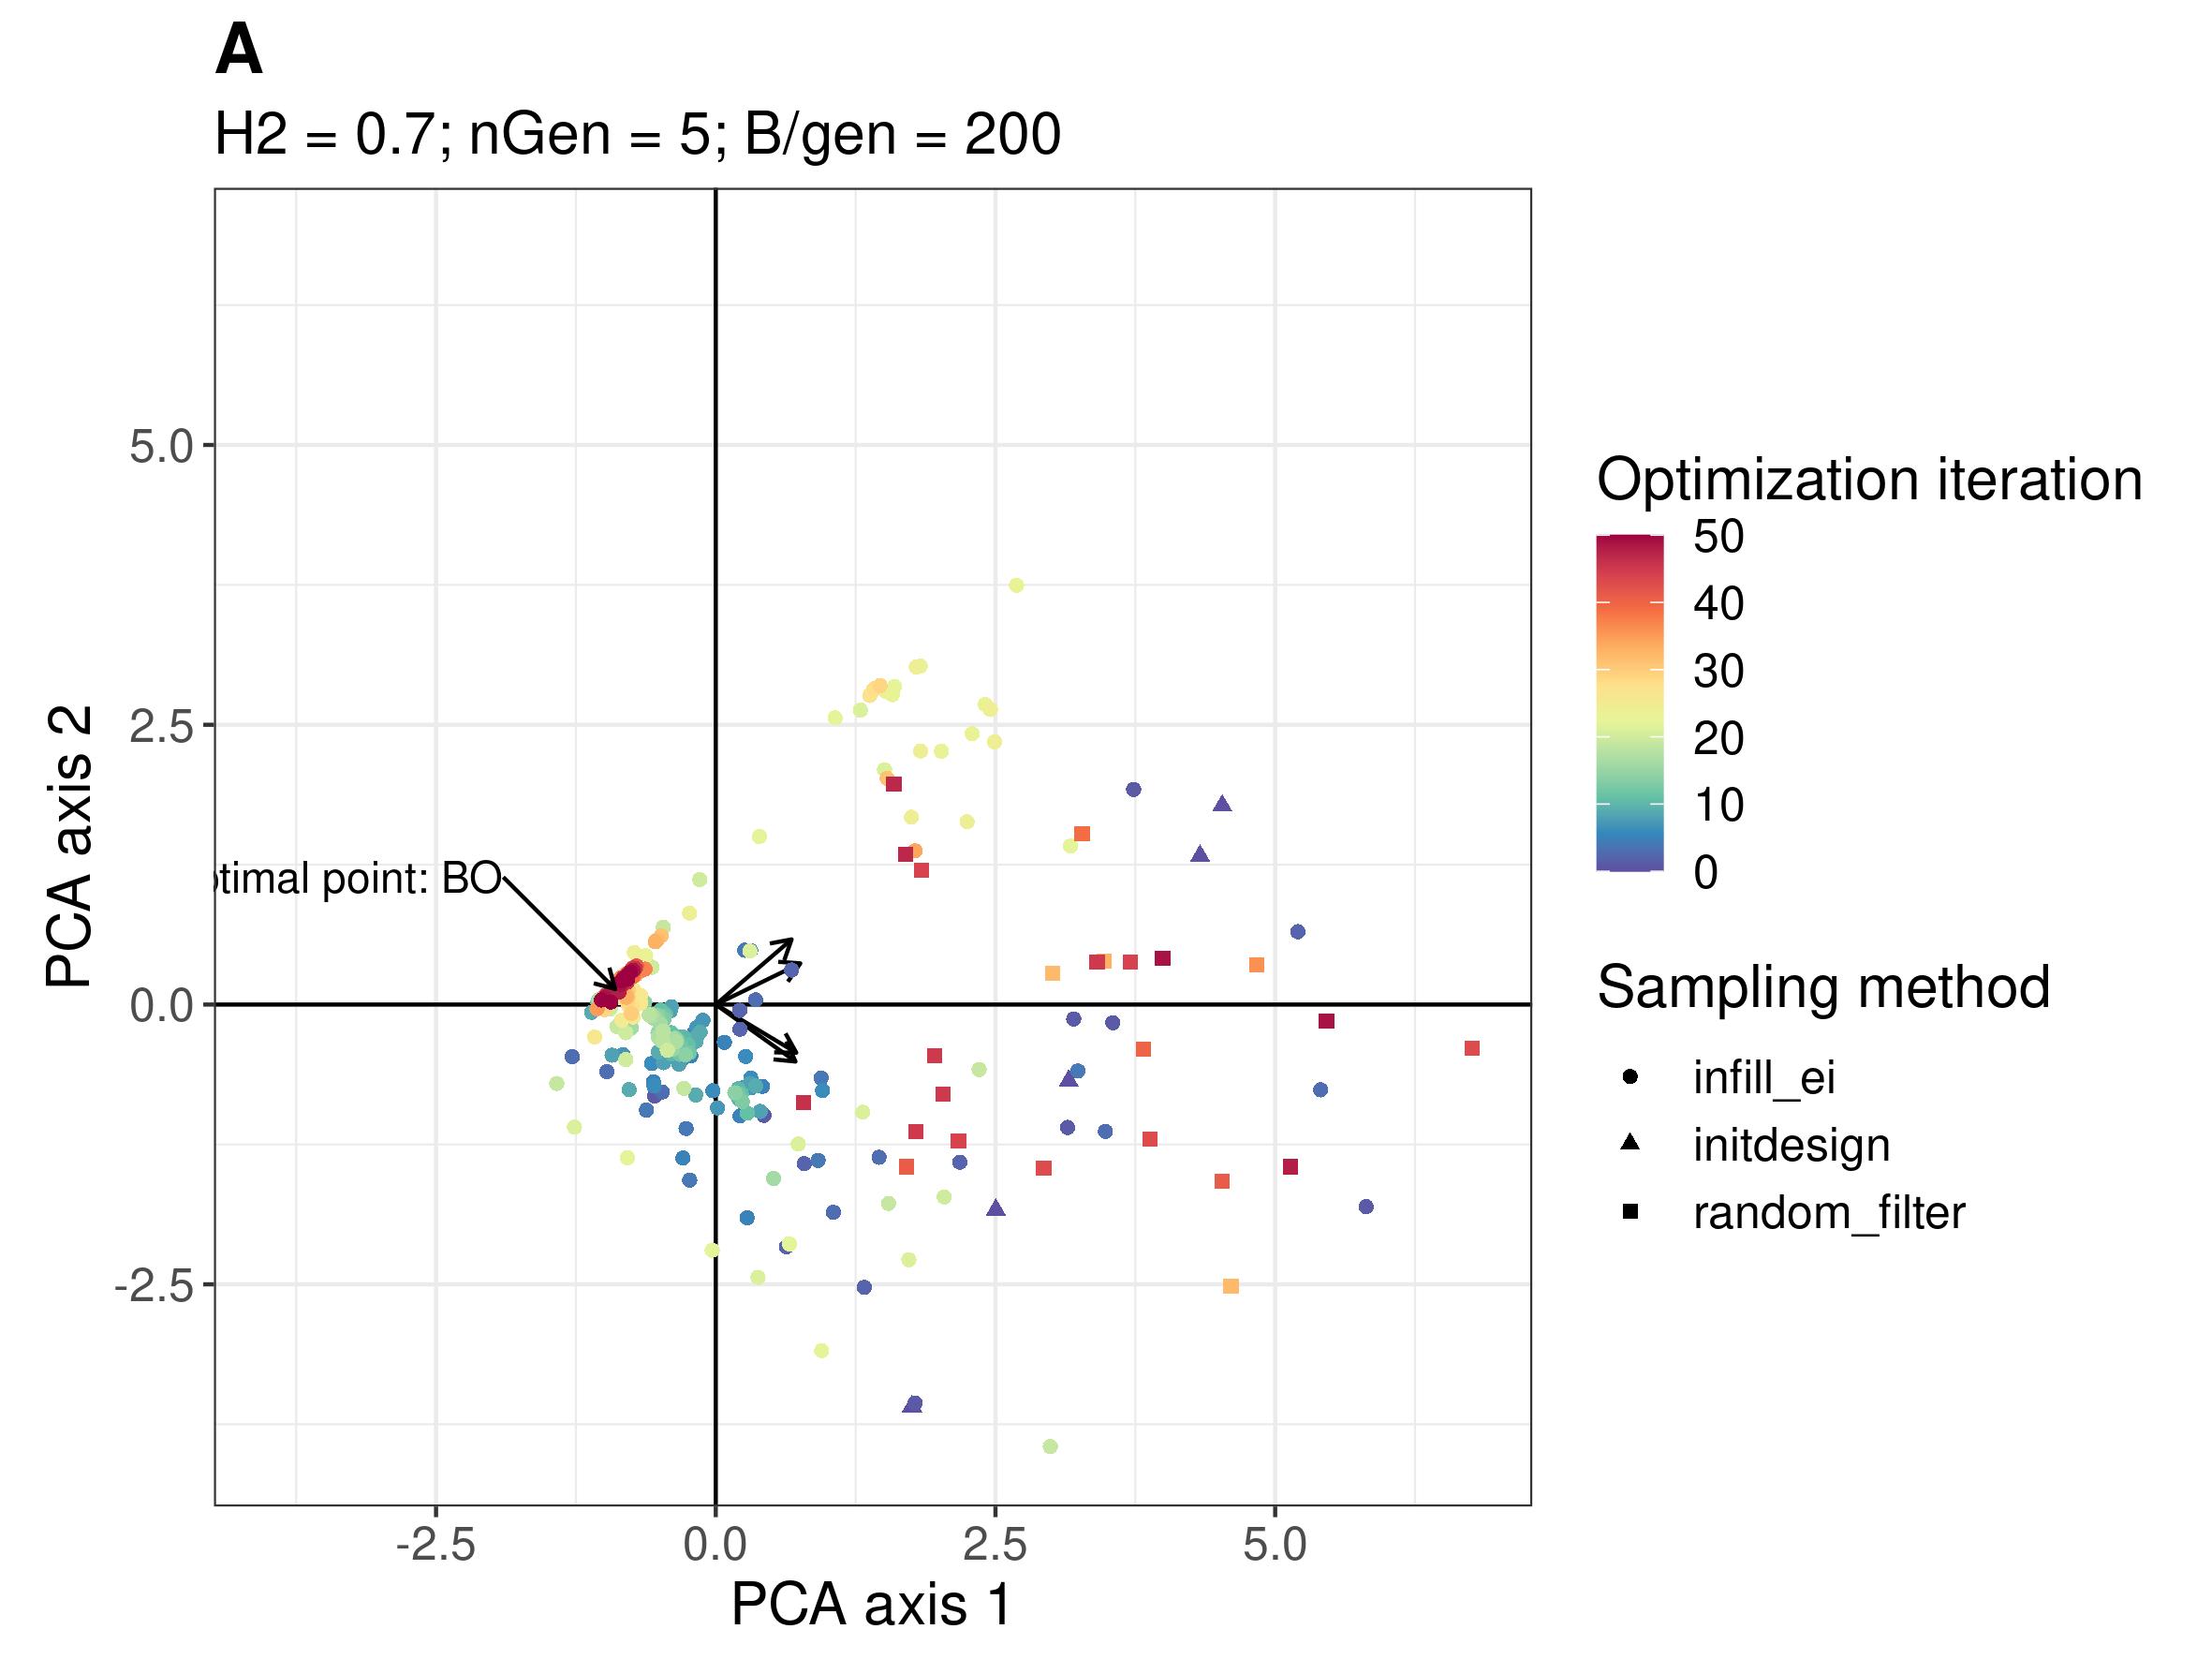 A
H2 = 0.7; nGen = 5; B/gen = 200
PCA axis 2
5.0
2.5
0.0
-2.5
timal point: BO
-2.5
0.0
2.5
5.0
PCA axis 1
Optimization iteration
50
40
30
20
10
0
Sampling method
infill_ei
initdesign
random_filter